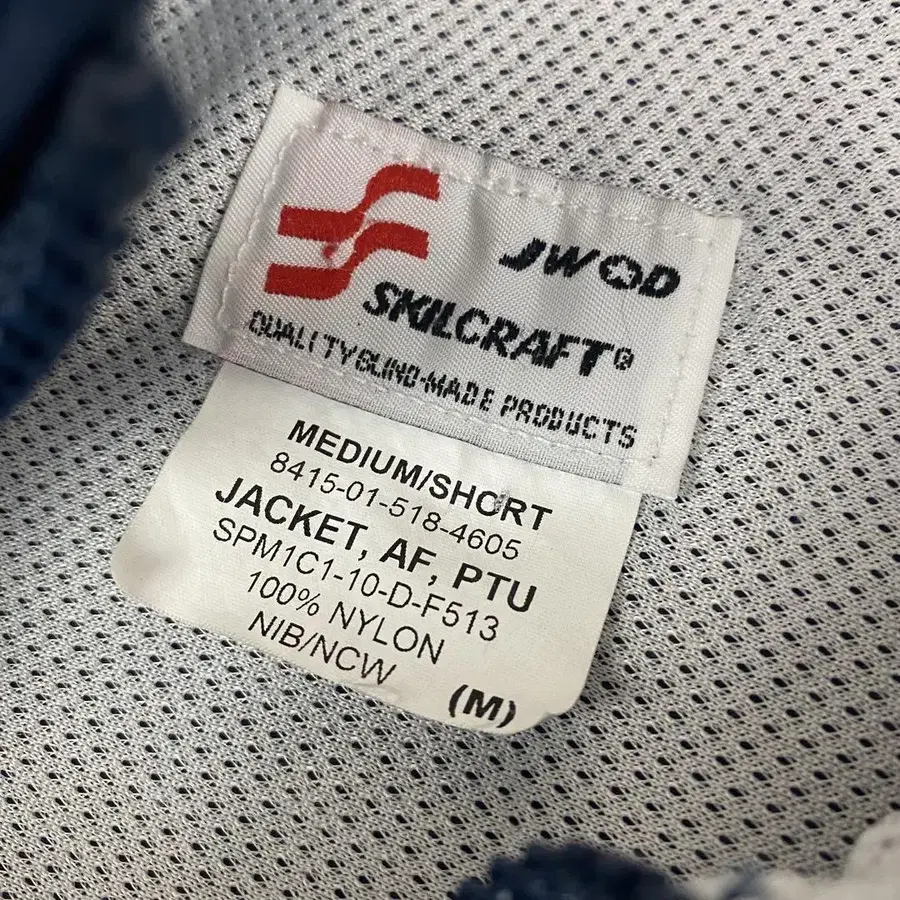 JWOD
SKILCRAFT®
QUALITY BLIND-MADE PRODUCTS
MEDIUM/SHORT
8415-01-518-4605
JACKET, AF, PTU
SPM1C1-10-D-F513
100% NYLON
NIB/NCW
(M)